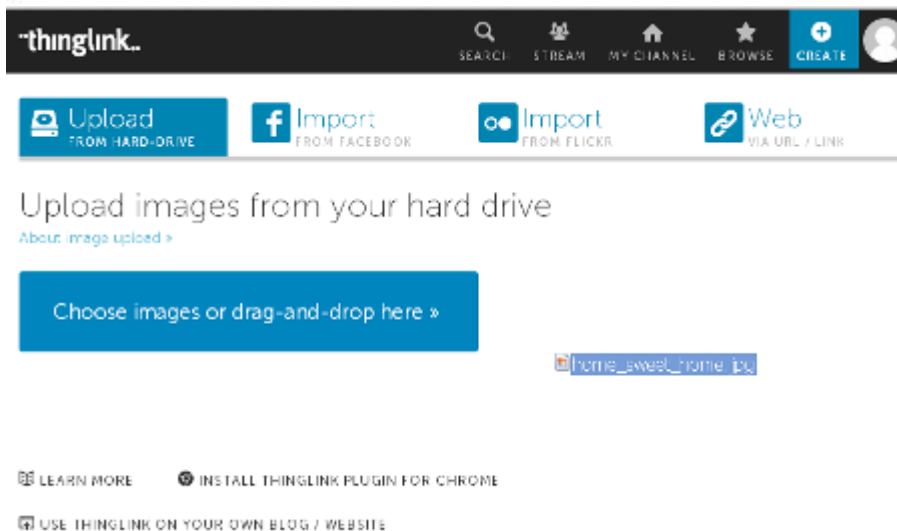 thinglink..
SEARCH STREAM MY CHANNEL BROWSE CREATE
Upload Import Import Web
FROM HARD-DRIVE FROM FACEBOOK FROM FLICKR VIA URL / LINK
Upload images from your hard drive
About image upload »
Choose images or drag-and-drop here »
home_sweet_home.jpg
LEARN MORE INSTALL THINGLINK PLUGIN FOR CHROME
USE THINGLINK ON YOUR OWN BLOG / WEBSITE